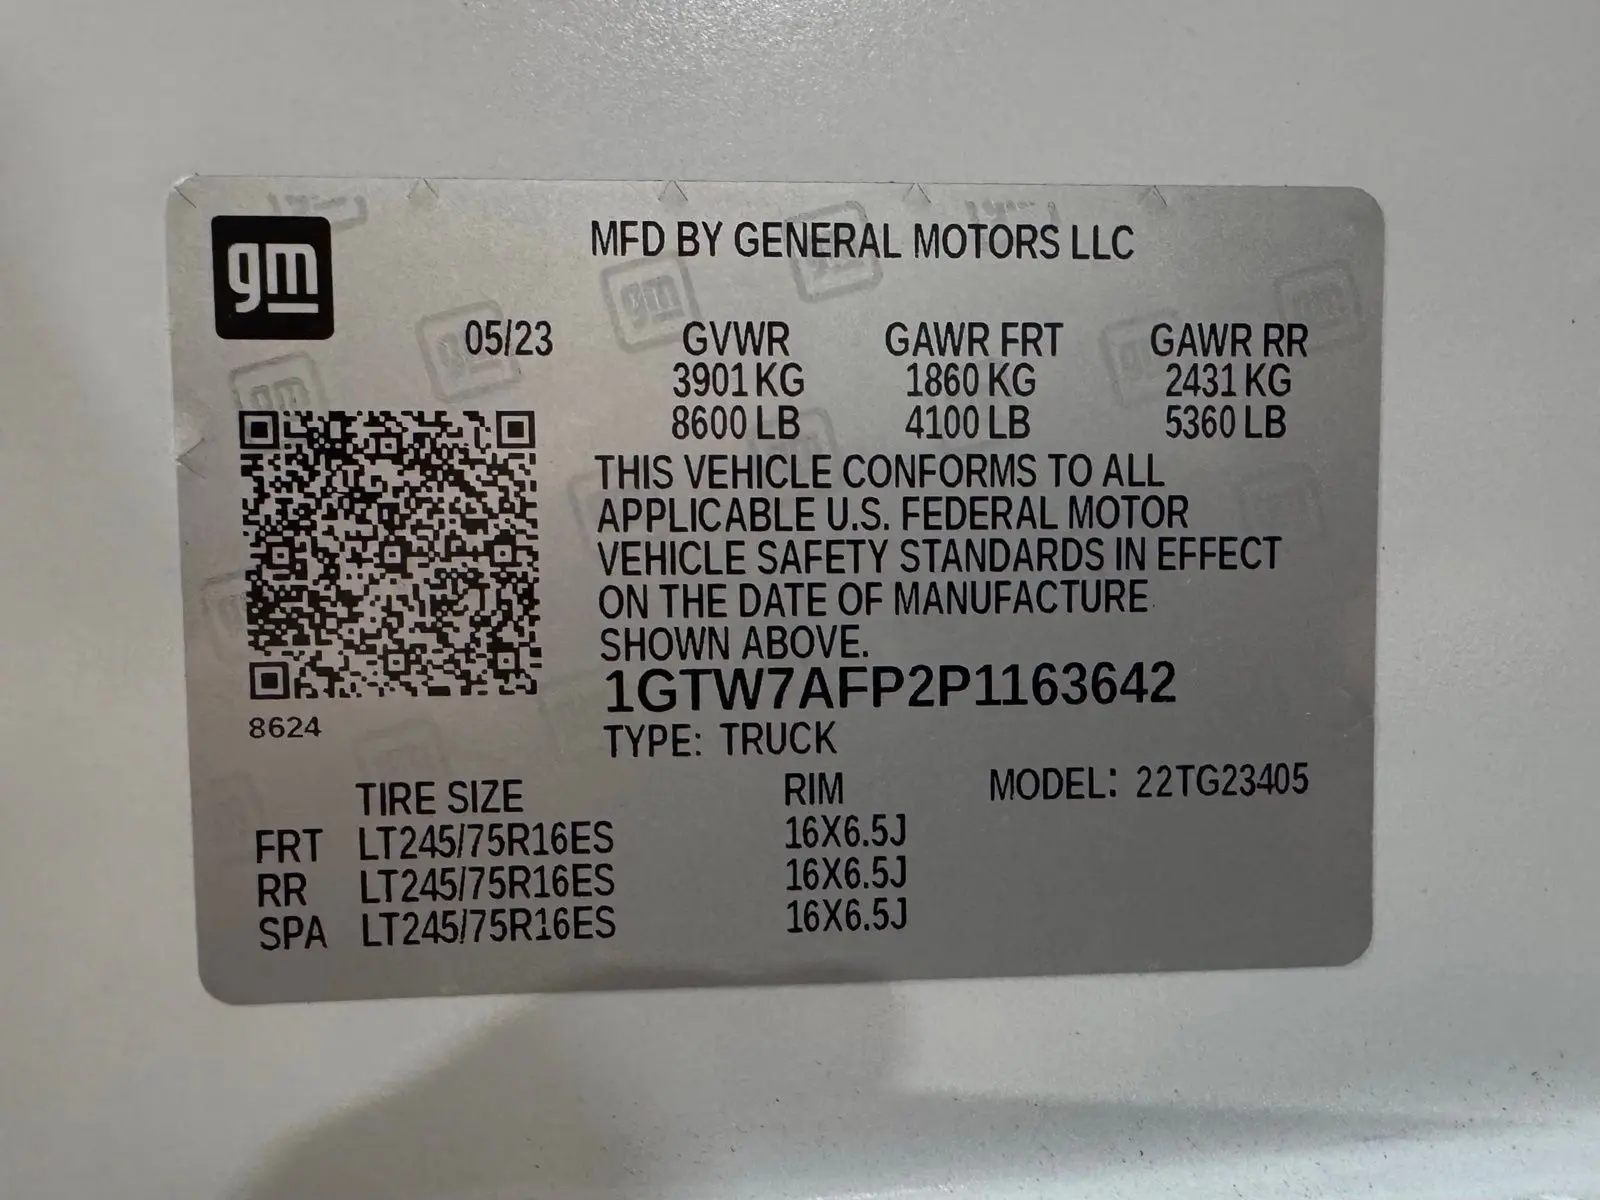 gm
MFD BY GENERAL MOTORS LLC
05/23 GVWR GAWR FRT GAWR RR
3901 KG 1860 KG 2431 KG
8600 LB 4100 LB 5360 LB
THIS VEHICLE CONFORMS TO ALL
APPLICABLE U.S. FEDERAL MOTOR
VEHICLE SAFETY STANDARDS IN EFFECT
ON THE DATE OF MANUFACTURE
SHOWN ABOVE.
1GTW7AFP2P1163642
8624
TYPE: TRUCK
TIRE SIZE RIM MODEL: 22TG23405
FRT LT245/75R16ES 16X6.5J
RR LT245/75R16ES 16X6.5J
SPA LT245/75R16ES 16X6.5J